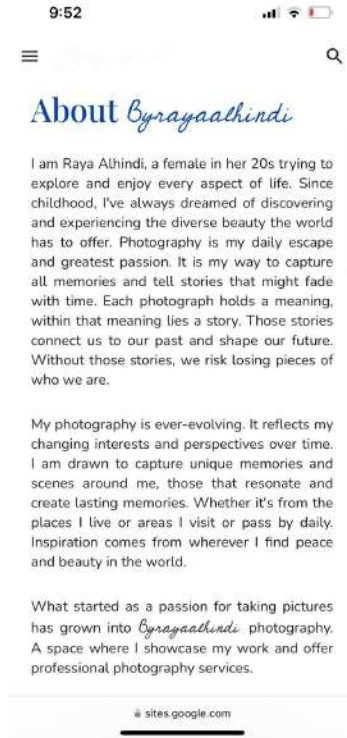 9:52
About Byrayaalhindi
I am Raya Alhindi, a female in her 20s trying to
explore and enjoy every aspect of life. Since
childhood, I've always dreamed of discovering
and experiencing the diverse beauty the world
has to offer. Photography is my daily escape
and greatest passion. It is my way to capture
all memories and tell stories that might fade
with time. Each photograph holds a meaning,
within that meaning lies a story. Those stories
connect us to our past and shape our future.
Without those stories, we risk losing pieces of
who we are.
My photography is ever-evolving. It reflects my
changing interests and perspectives over time.
I am drawn to capture unique memories and
scenes around me, those that resonate and
create lasting memories. Whether it's from the
places I live or areas I visit or pass by daily.
Inspiration comes from wherever I find peace
and beauty in the world.
What started as a passion for taking pictures
has grown into Byrayaalhindi photography.
A space where I showcase my work and offer
professional photography services.
sites.google.com